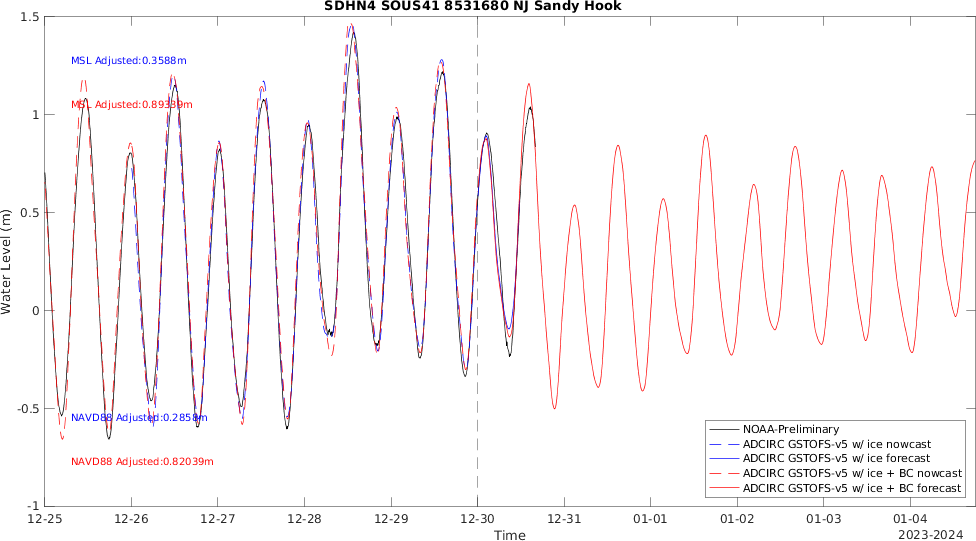 SDHN4 SOUS41 8531680 NJ Sandy Hook
1.5
1
0.5
0
-0.5
-1
Water Level (m)
MSL Adjusted:0.3588m
MSL Adjusted:0.89339m
NAVD88 Adjusted:0.2858m
NAVD88 Adjusted:0.82039m
NOAA-Preliminary
ADCIRC GSTOFS-v5 w/ ice nowcast
ADCIRC GSTOFS-v5 w/ ice forecast
ADCIRC GSTOFS-v5 w/ ice + BC nowcast
ADCIRC GSTOFS-v5 w/ ice + BC forecast
12-25 12-26 12-27 12-28 12-29 12-30 12-31 01-01 01-02 01-03 01-04
Time
2023-2024